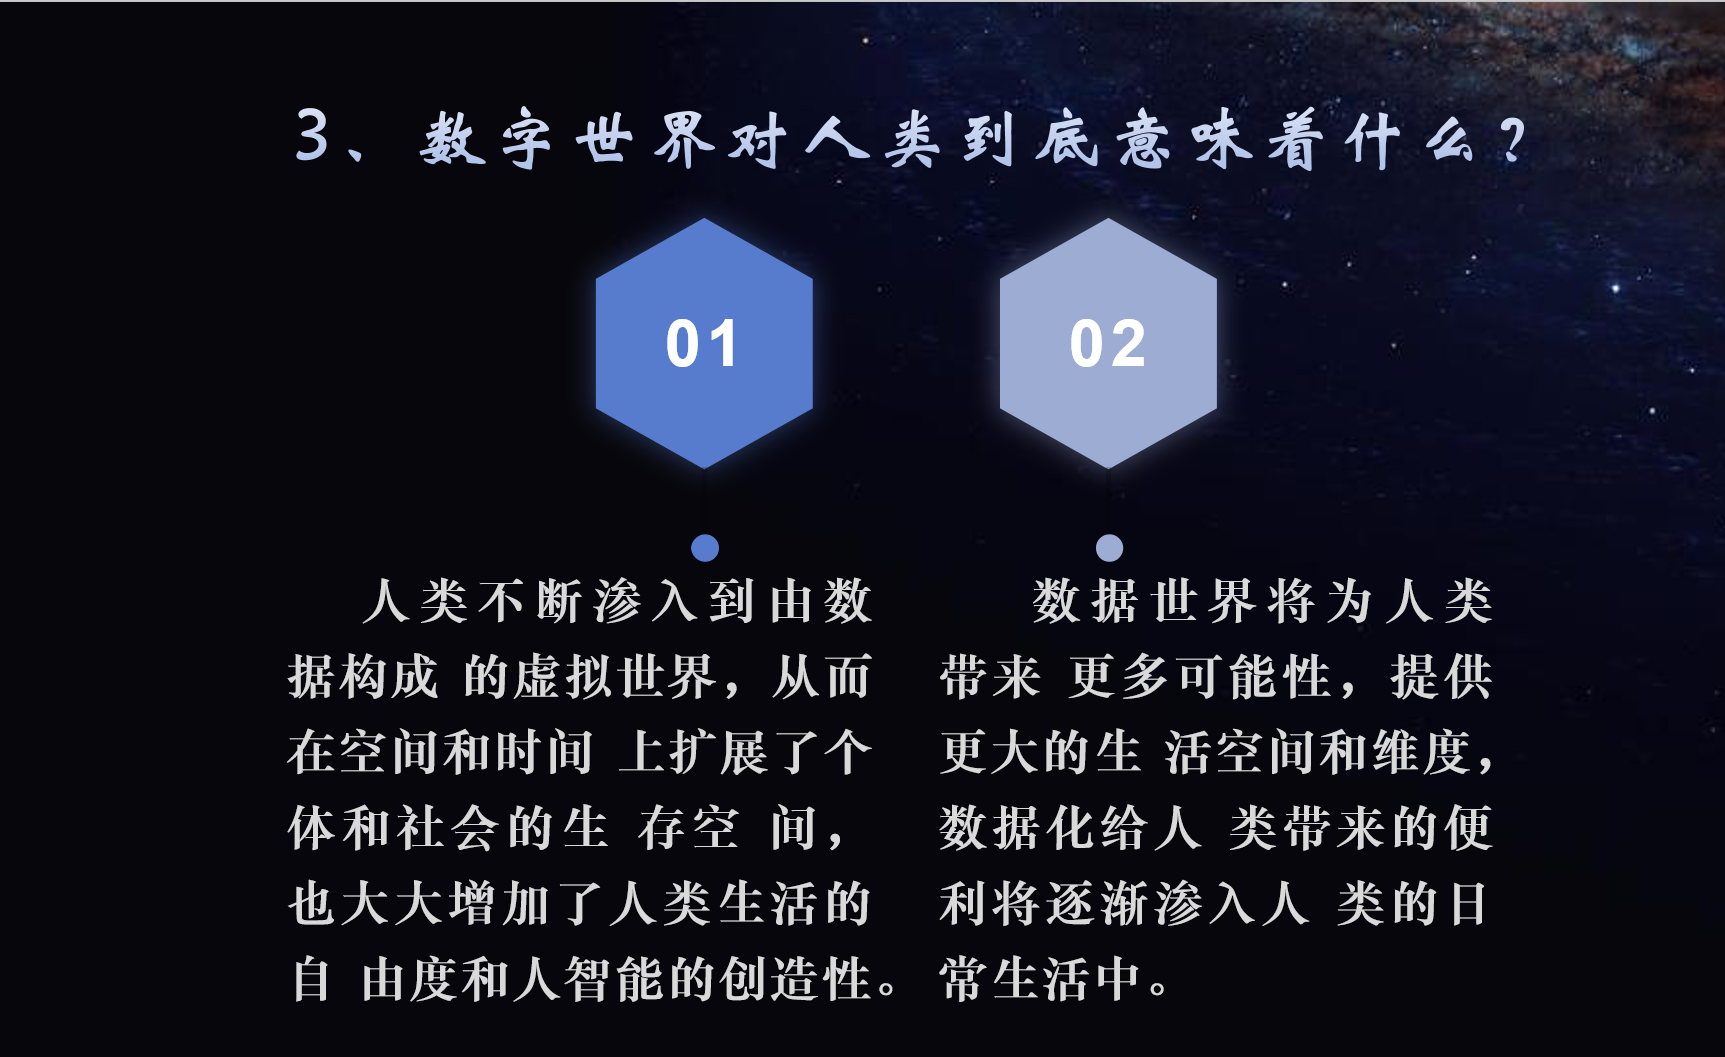 3、数字世界对人类到底意味着什么？
01
人类不断渗入到由数
据构成 的虚拟世界，从而
在空间和时间 上扩展了个
体和社会的生 存空 间，
也大大增加了人类生活的
自 由度和人智能的创造性。
02
数据世界将为人类
带来 更多可能性，提供
更大的生 活空间和维度，
数据化给人 类带来的便
利将逐渐渗入人 类的日
常生活中。